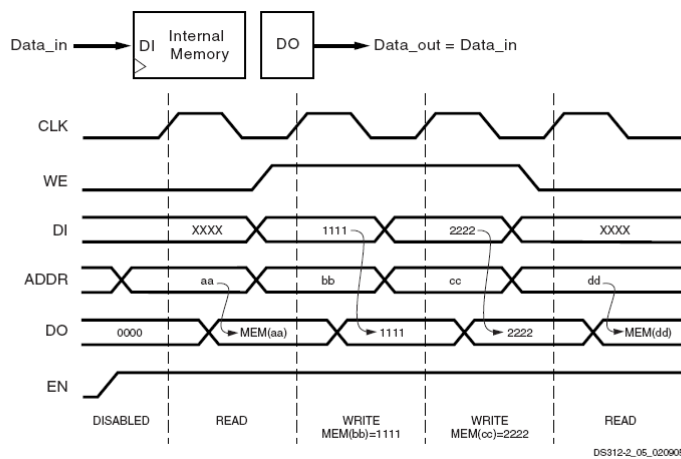 Data_in
DI
Internal
Memory
DO
Data_out = Data_in
CLK
WE
DI XXXX 1111 2222 XXXX
ADDR aa bb cc dd
DO 0000 MEM(aa) 1111 2222 MEM(dd)
EN
DISABLED READ WRITE WRITE READ
MEM(bb)=1111 MEM(cc)=2222
DS312-2_05_020905